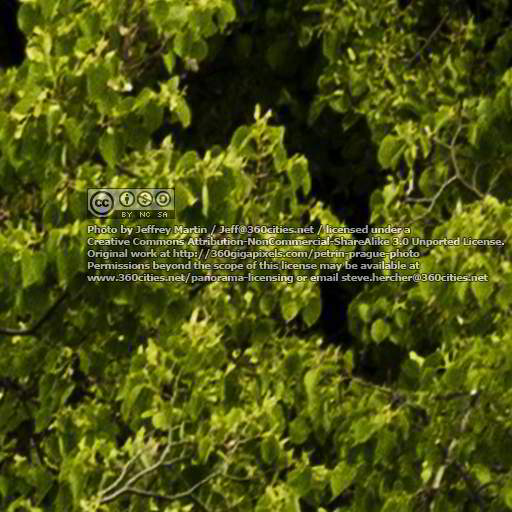 cc
BY NC SA
Photo by Jeffrey Martin / Jeff@360cities.net / licensed under a
Creative Commons Attribution-NonCommercial-ShareAlike 3.0 Unported License.
Original work at http://360gigapixels.com/petrin-prague-photo
Permissions beyond the scope of this license may be available at
www.360cities.net/panorama-licensing or email steve.hercher@360cities.net